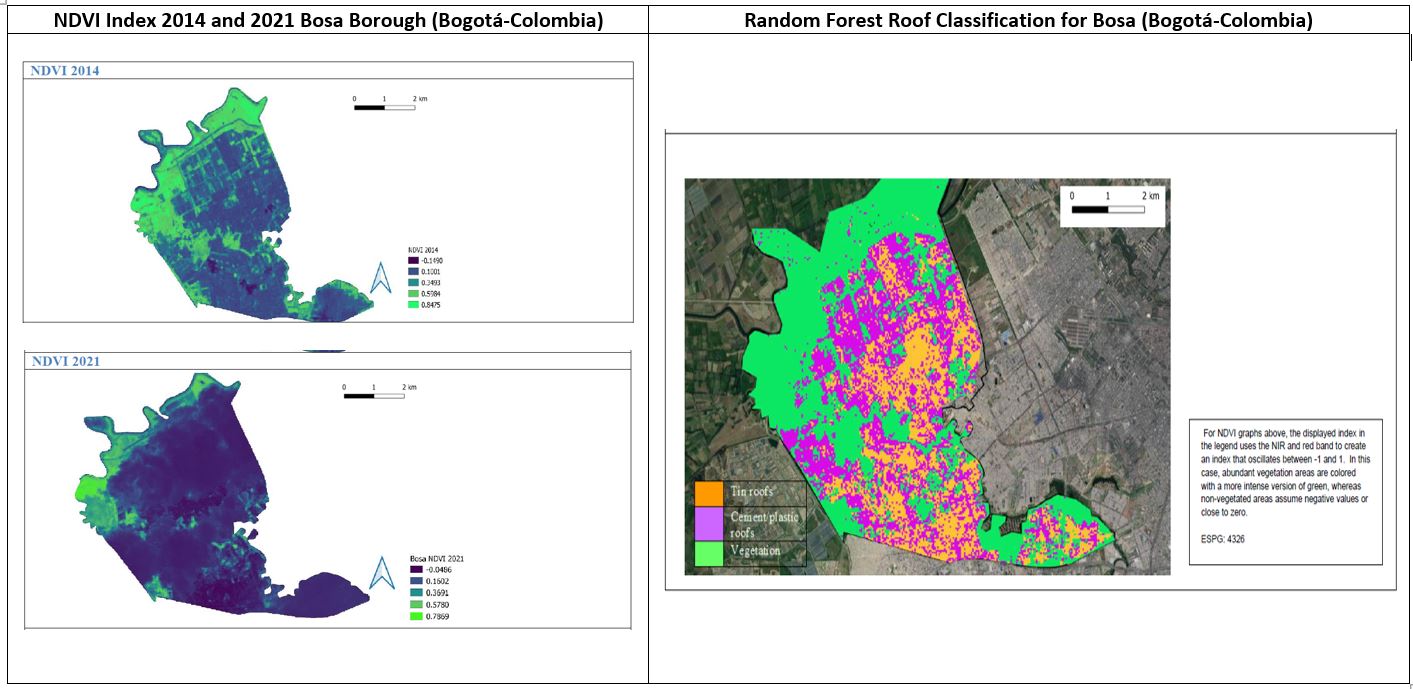 NDVI Index 2014 and 2021 Bosa Borough (Bogotá-Colombia)
Random Forest Roof Classification for Bosa (Bogotá-Colombia)
NDVI 2014
0 1 2 km
NDVI 2014
-0.1490
0.1001
0.3493
0.5984
0.8475
NDVI 2021
0 1 2 km
Bosa NDVI 2021
-0.0486
0.1602
0.3691
0.5780
0.7869
0 1 2 km
Tin roofs
Cement/plastic
roofs
Vegetation
For NDVI graphs above, the displayed index in
the legend uses the NIR and red band to create
an index that oscillates between -1 and 1. In this
case, abundant vegetation areas are colored
with a more intense version of green, whereas
non-vegetated areas assume negative values or
close to zero.
ESPG: 4326